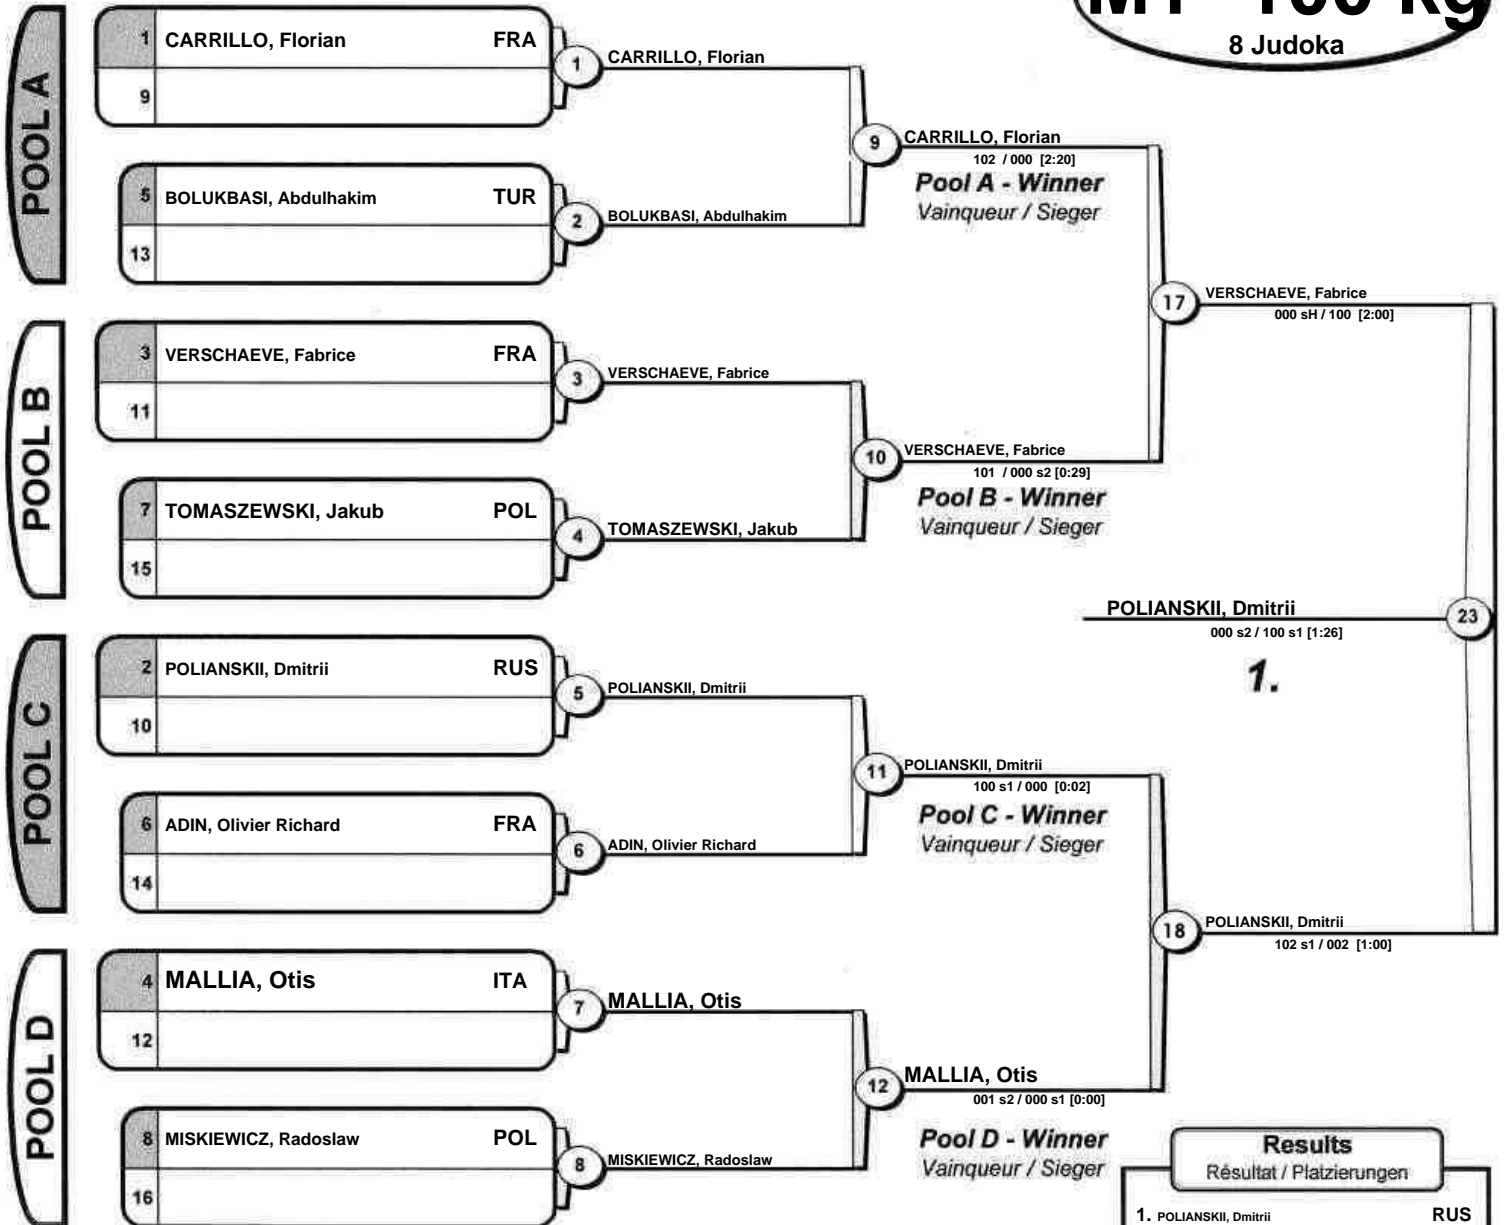 M1 -100 kg
8 Judoka
POOL A
1 CARRILLO, Florian FRA
9
1 CARRILLO, Florian
5 BOLUKBASI, Abdulhakim TUR
13
2 BOLUKBASI, Abdulhakim
9 CARRILLO, Florian
102 / 000 [2:20]
Pool A - Winner
Vainqueur / Sieger
POOL B
3 VERSCHAEVE, Fabrice FRA
11
3 VERSCHAEVE, Fabrice
7 TOMASZEWSKI, Jakub POL
15
4 TOMASZEWSKI, Jakub
10 VERSCHAEVE, Fabrice
101 / 000 s2 [0:29]
Pool B - Winner
Vainqueur / Sieger
17 VERSCHAEVE, Fabrice
000 sH / 100 [2:00]
POLIANSKII, Dmitrii 23
000 s2 / 100 s1 [1:26]
1.
POOL C
2 POLIANSKII, Dmitrii RUS
10
5 POLIANSKII, Dmitrii
6 ADIN, Olivier Richard FRA
14
6 ADIN, Olivier Richard
11 POLIANSKII, Dmitrii
100 s1 / 000 [0:02]
Pool C - Winner
Vainqueur / Sieger
18 POLIANSKII, Dmitrii
102 s1 / 002 [1:00]
POOL D
4 MALLIA, Otis ITA
12
7 MALLIA, Otis
8 MISKIEWICZ, Radoslaw POL
16
8 MISKIEWICZ, Radoslaw
12 MALLIA, Otis
001 s2 / 000 s1 [0:00]
Pool D - Winner
Vainqueur / Sieger
Results
Résultat / Platzierungen
1. POLIANSKII, Dmitrii RUS